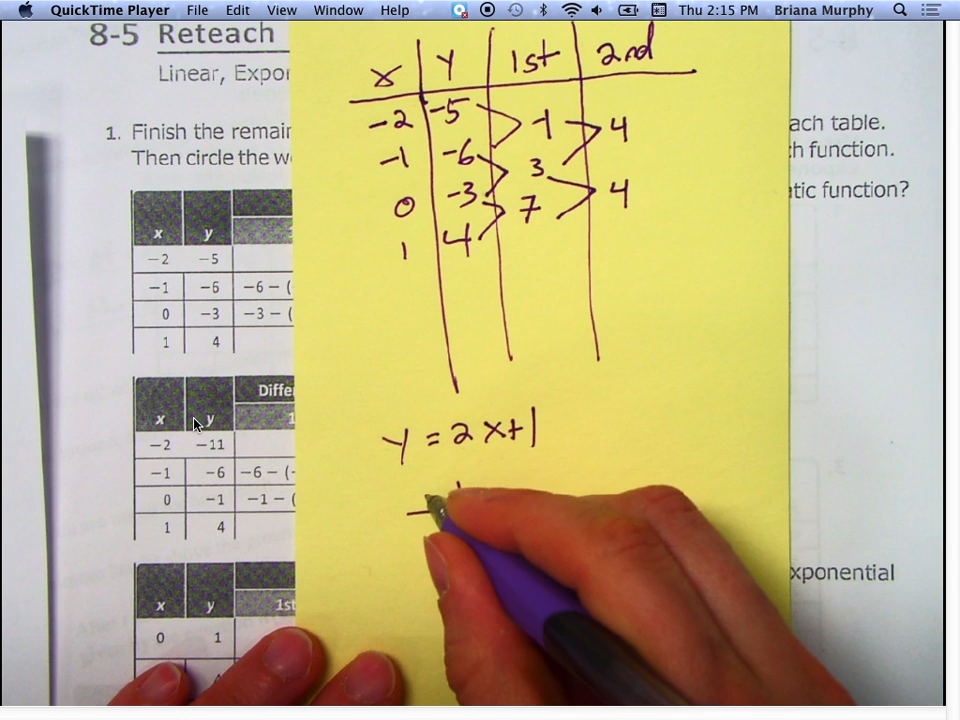 QuickTime Player File Edit View Window Help Thu 2:15 PM Briana Murphy
8-5 Reteach
Linear, Expo
1. Finish the remain
Then circle the w
ach table.
h function.
atic function?
x y
-2 -5
-1 -6 -6 - (
0 -3 -3 - (
1 4
Diffe
x y 1
-2 -11
-1 -6 -6 - (-
0 -1 -1 - (
1 4
x y 1st
0 1
xponential
x y 1st 2nd
-2 -5 -1 4
-1 -6 3
0 -3 7 4
1 4
y = 2x+1